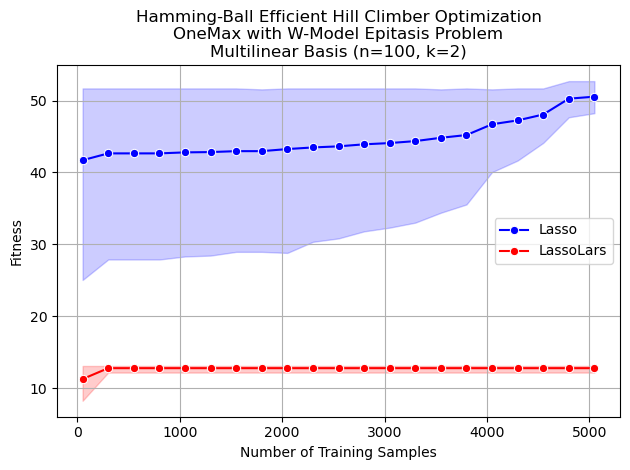 Hamming-Ball Efficient Hill Climber Optimization
OneMax with W-Model Epitasis Problem
Multilinear Basis (n=100, k=2)
Fitness
50
40
30
20
10
Lasso
LassoLars
0
1000
2000
3000
4000
5000
Number of Training Samples